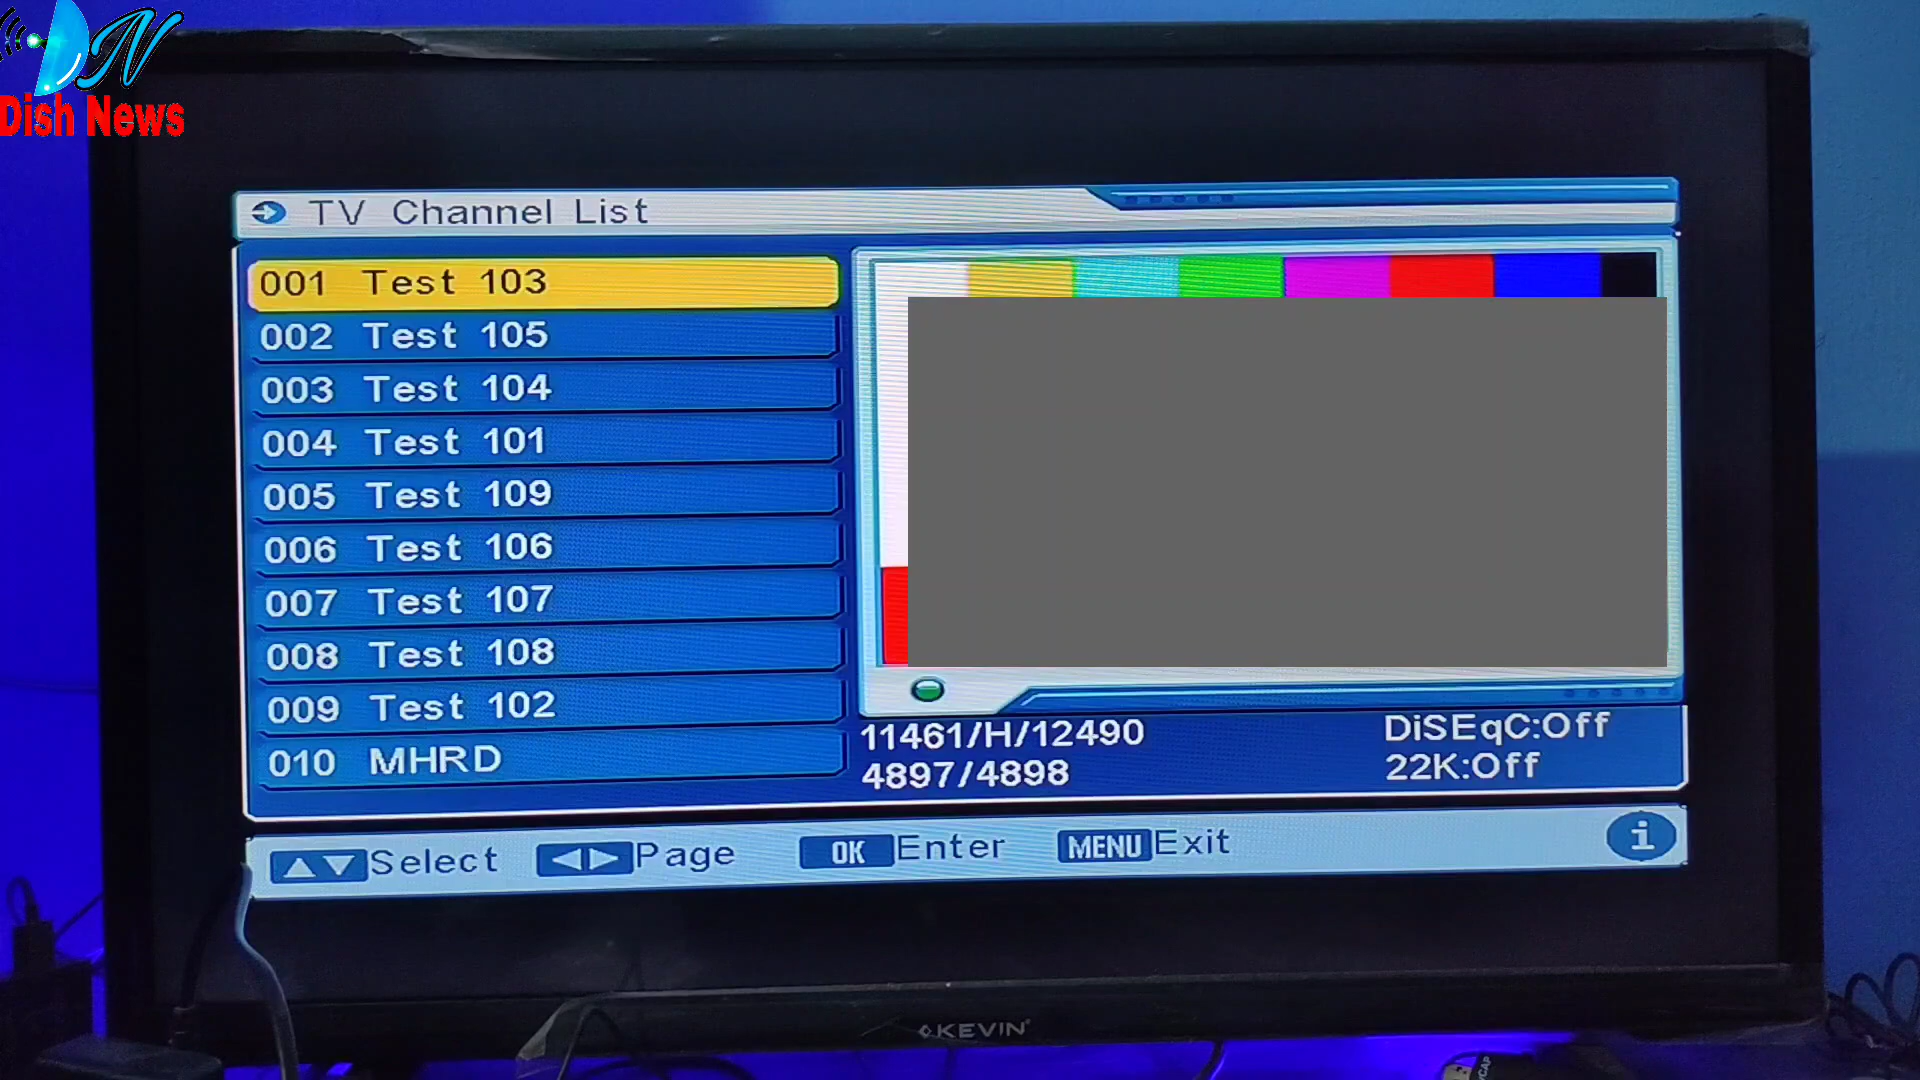 DN
Dish News
TV Channel List
001 Test 103
002 Test 105
003 Test 104
004 Test 101
005 Test 109
006 Test 106
007 Test 107
008 Test 108
009 Test 102
010 MHRD
11461/H/12490
4897/4898
DiSEqC:Off
22K:Off
Select
Page
OK Enter
MENU Exit
i
KEVIN